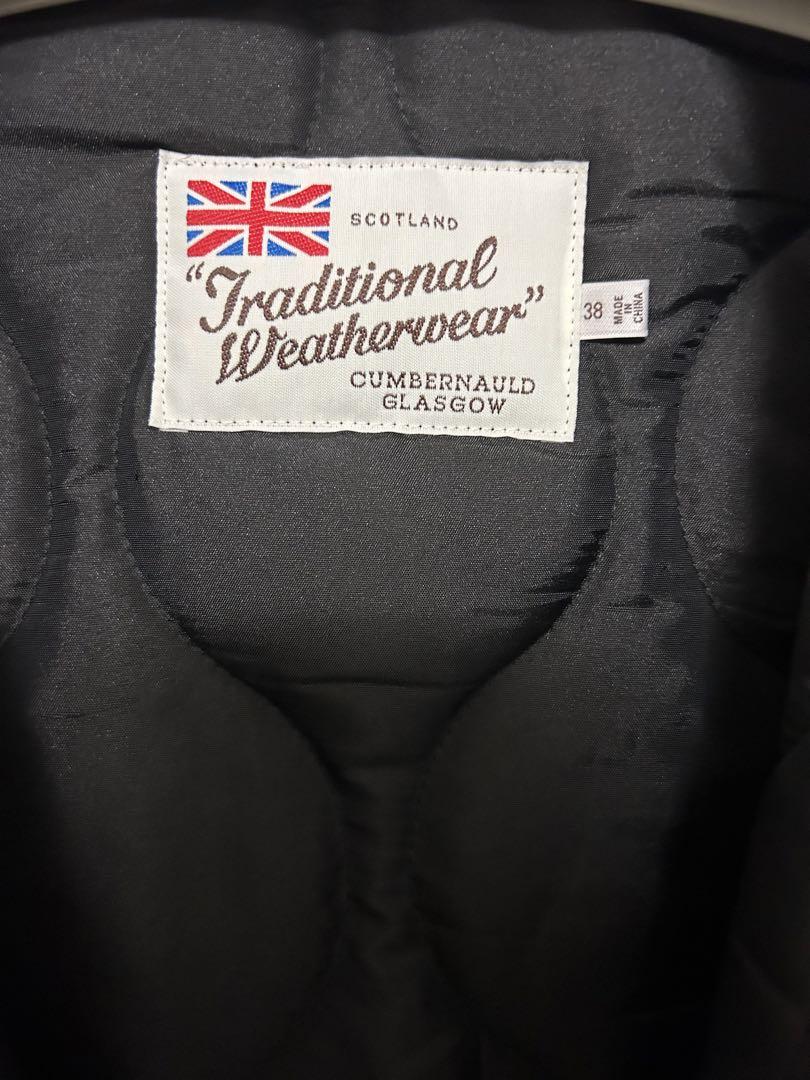 SCOTLAND
"Traditional
Weatherwear"
CUMBERNAULD
GLASGOW
38
MADE
IN
CHINA